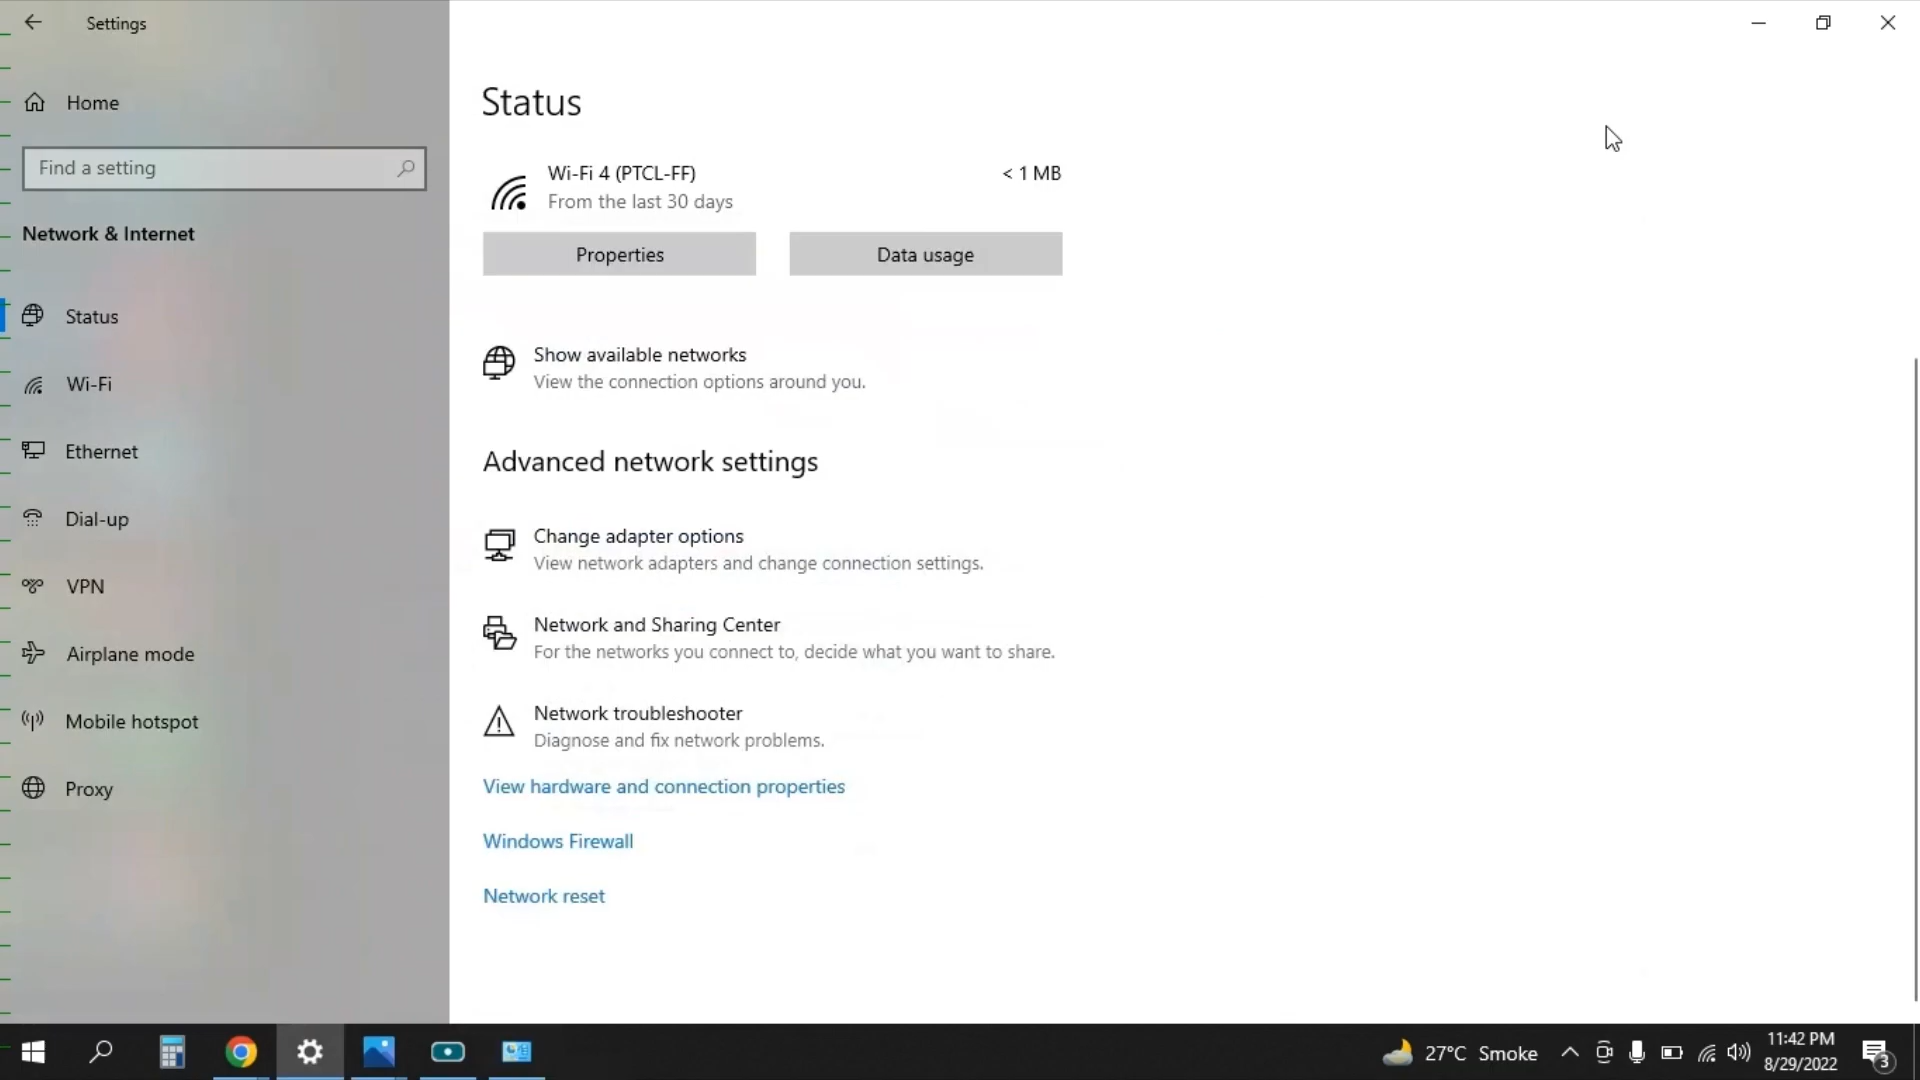 Settings
Home
Find a setting
Network & Internet
Status
Wi-Fi
Ethernet
Dial-up
VPN
Airplane mode
Mobile hotspot
Proxy
Status
Wi-Fi 4 (PTCL-FF)
< 1 MB
From the last 30 days
Properties
Data usage
Show available networks
View the connection options around you.
Advanced network settings
Change adapter options
View network adapters and change connection settings.
Network and Sharing Center
For the networks you connect to, decide what you want to share.
Network troubleshooter
Diagnose and fix network problems.
View hardware and connection properties
Windows Firewall
Network reset
27°C Smoke
11:42 PM
8/29/2022
3